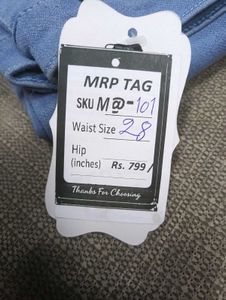 MRP TAG
SKU M@-101
Waist Size 28
Hip
(inches) Rs. 799/
Thanks For Choosing